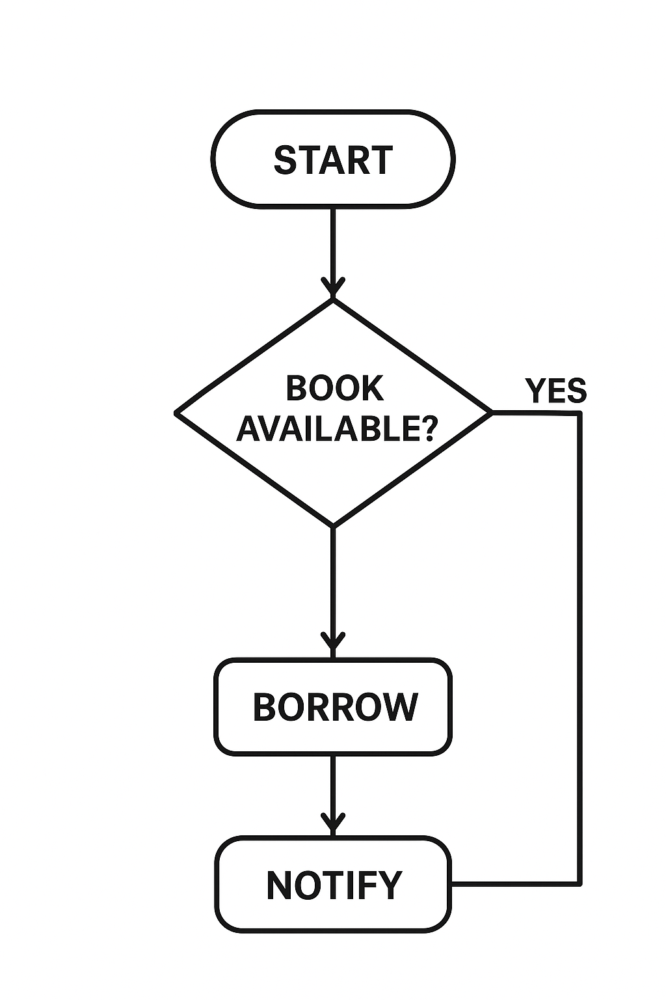 START
BOOK
AVAILABLE?
YES
BORROW
NOTIFY